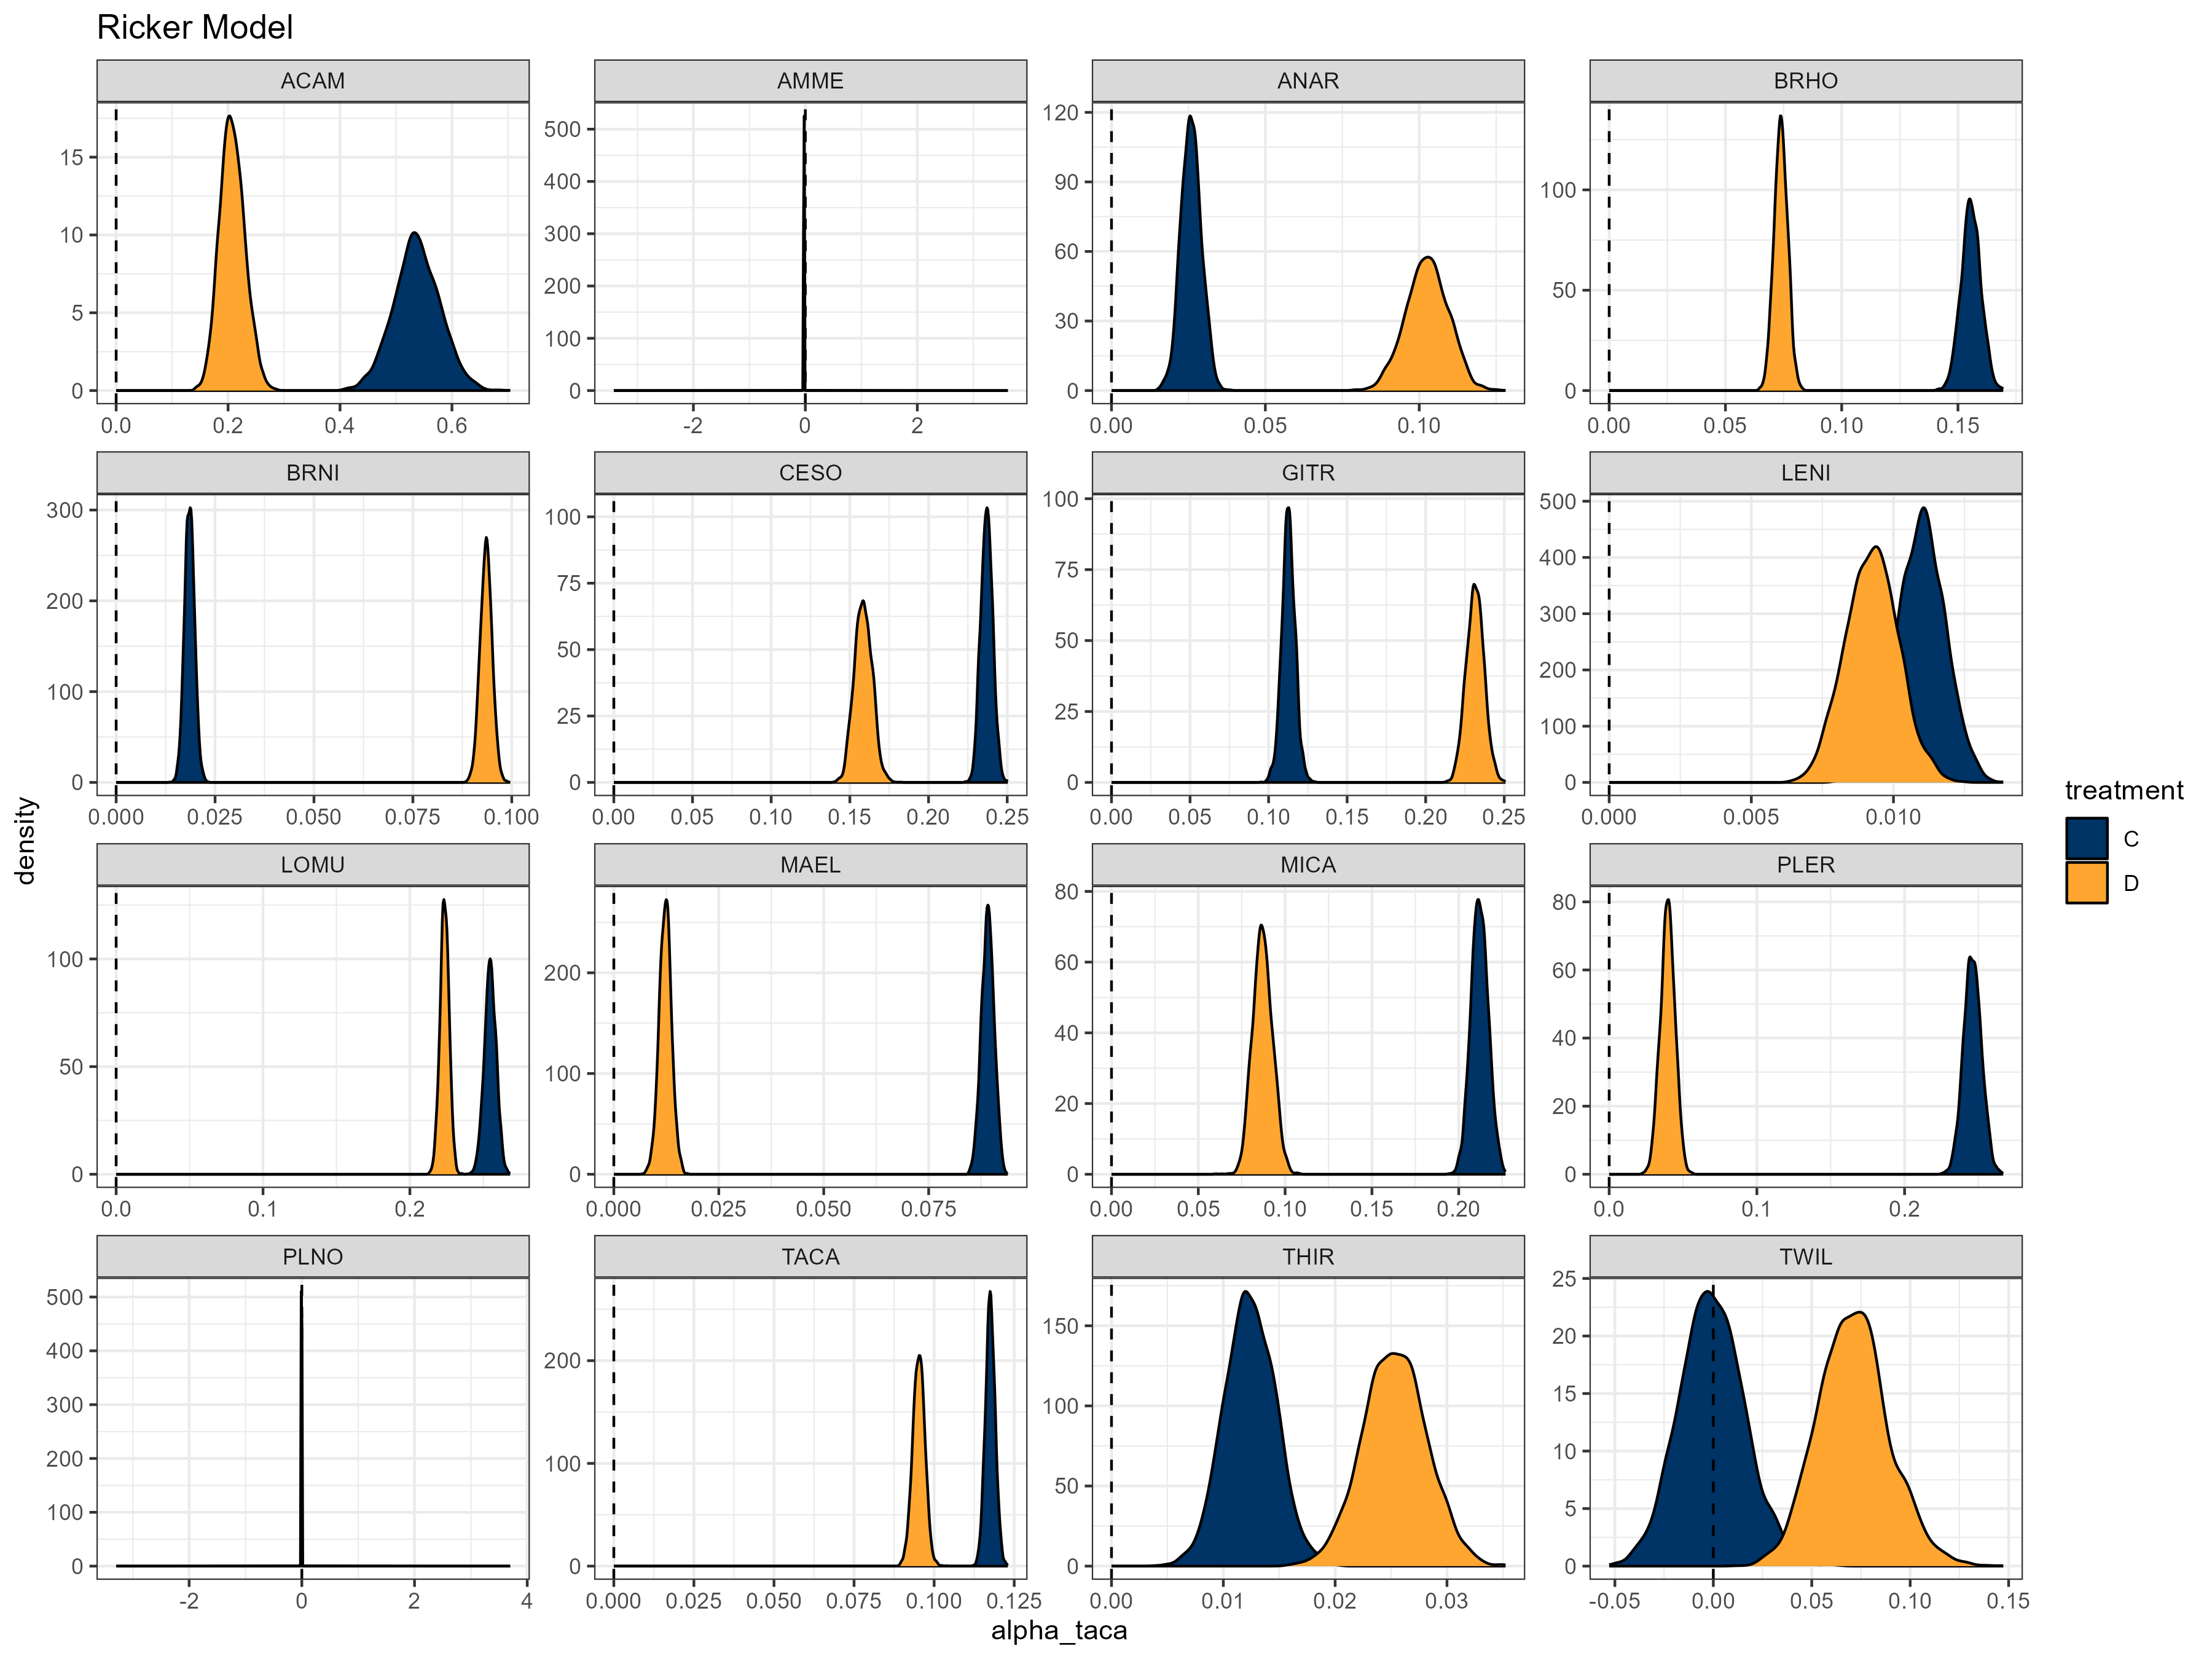 Ricker Model
ACAM AMME ANAR BRHO
15 10 5 0
500 400 300 200 100 0
120 90 60 30 0
100 50 0
0.0 0.2 0.4 0.6
-2 0 2
0.00 0.05 0.10
0.00 0.05 0.10 0.15
BRNI CESO GITR LENI
300 200 100 0
100 75 50 25 0
100 75 50 25 0
500 400 300 200 100 0
0.000 0.025 0.050 0.075 0.100
0.00 0.05 0.10 0.15 0.20 0.25
0.00 0.05 0.10 0.15 0.20 0.25
0.000 0.005 0.010
LOMU MAEL MICA PLER
100 50 0
200 100 0
80 60 40 20 0
80 60 40 20 0
0.0 0.1 0.2
0.000 0.025 0.050 0.075
0.00 0.05 0.10 0.15 0.20
0.0 0.1 0.2
PLNO TACA THIR TWIL
500 400 300 200 100 0
200 100 0
150 100 50 0
25 20 15 10 5 0
-2 0 2 4
0.000 0.025 0.050 0.075 0.100 0.125
0.00 0.01 0.02 0.03
-0.05 0.00 0.05 0.10 0.15
alpha_taca
density
treatment
C
D